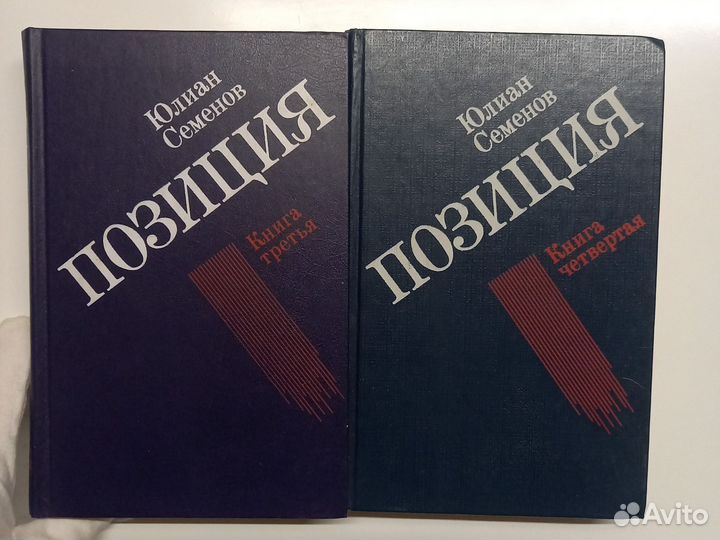 Юлиан
Семенов
ПОЗИЦИЯ
Книга
третья
Юлиан
Семенов
ПОЗИЦИЯ
Книга
четвертая
Avito